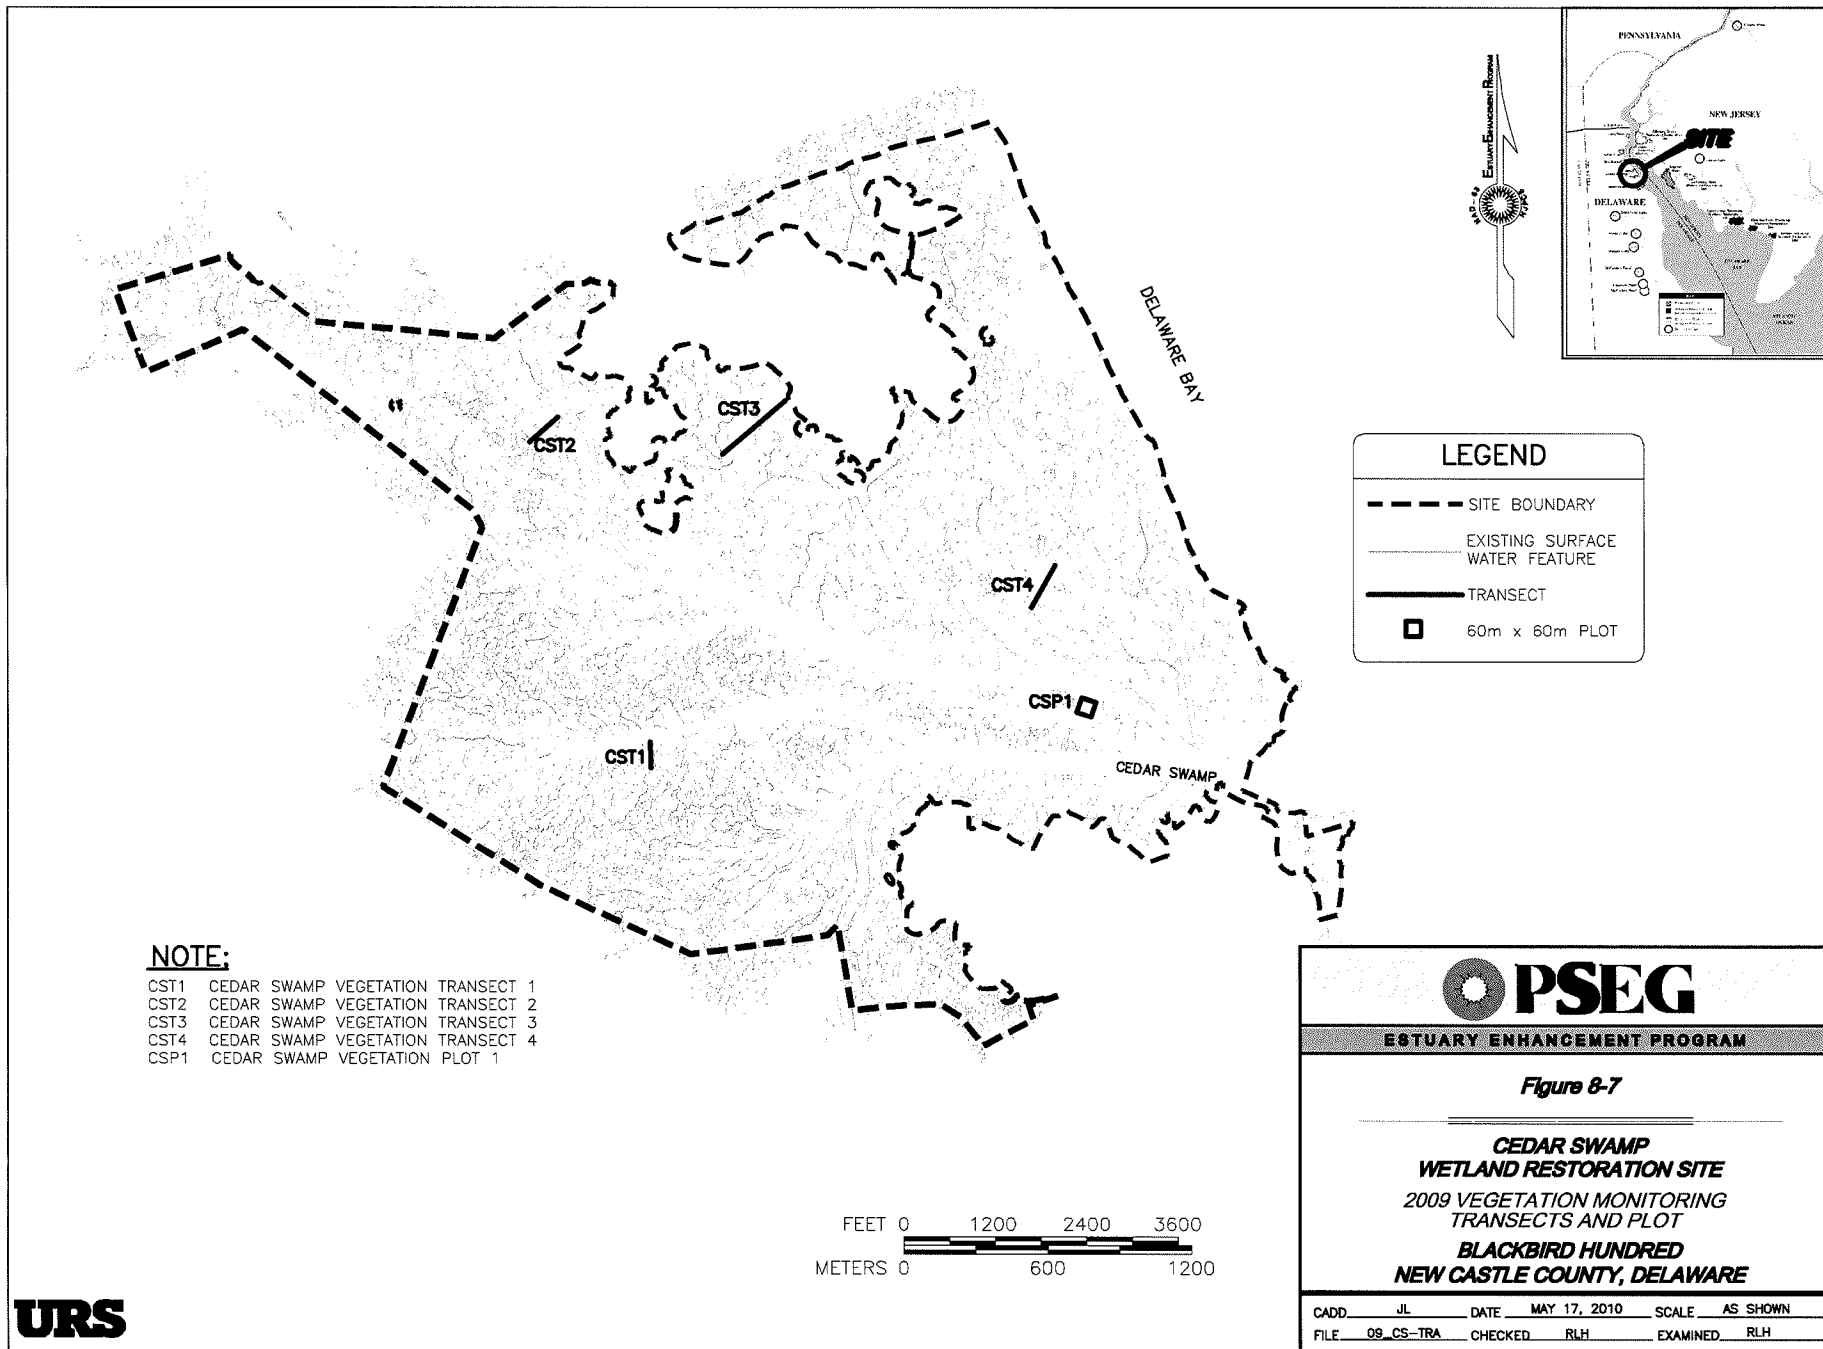 PENNSYLVANIA
NEW JERSEY
SITE
DELAWARE
ESTUARY ENHANCEMENT PROGRAM
DELAWARE BAY
CST3
CST2
CST4
CSP1
CST1
CEDAR SWAMP
LEGEND
SITE BOUNDARY
EXISTING SURFACE
WATER FEATURE
TRANSECT
60m x 60m PLOT
NOTE:
CST1 CEDAR SWAMP VEGETATION TRANSECT 1
CST2 CEDAR SWAMP VEGETATION TRANSECT 2
CST3 CEDAR SWAMP VEGETATION TRANSECT 3
CST4 CEDAR SWAMP VEGETATION TRANSECT 4
CSP1 CEDAR SWAMP VEGETATION PLOT 1
FEET 0 1200 2400 3600
METERS 0 600 1200
URS
PSEG
ESTUARY ENHANCEMENT PROGRAM
Figure 8-7
CEDAR SWAMP
WETLAND RESTORATION SITE
2009 VEGETATION MONITORING
TRANSECTS AND PLOT
BLACKBIRD HUNDRED
NEW CASTLE COUNTY, DELAWARE
CADD JL DATE MAY 17, 2010 SCALE AS SHOWN
FILE 09_CS-TRA CHECKED RLH EXAMINED RLH